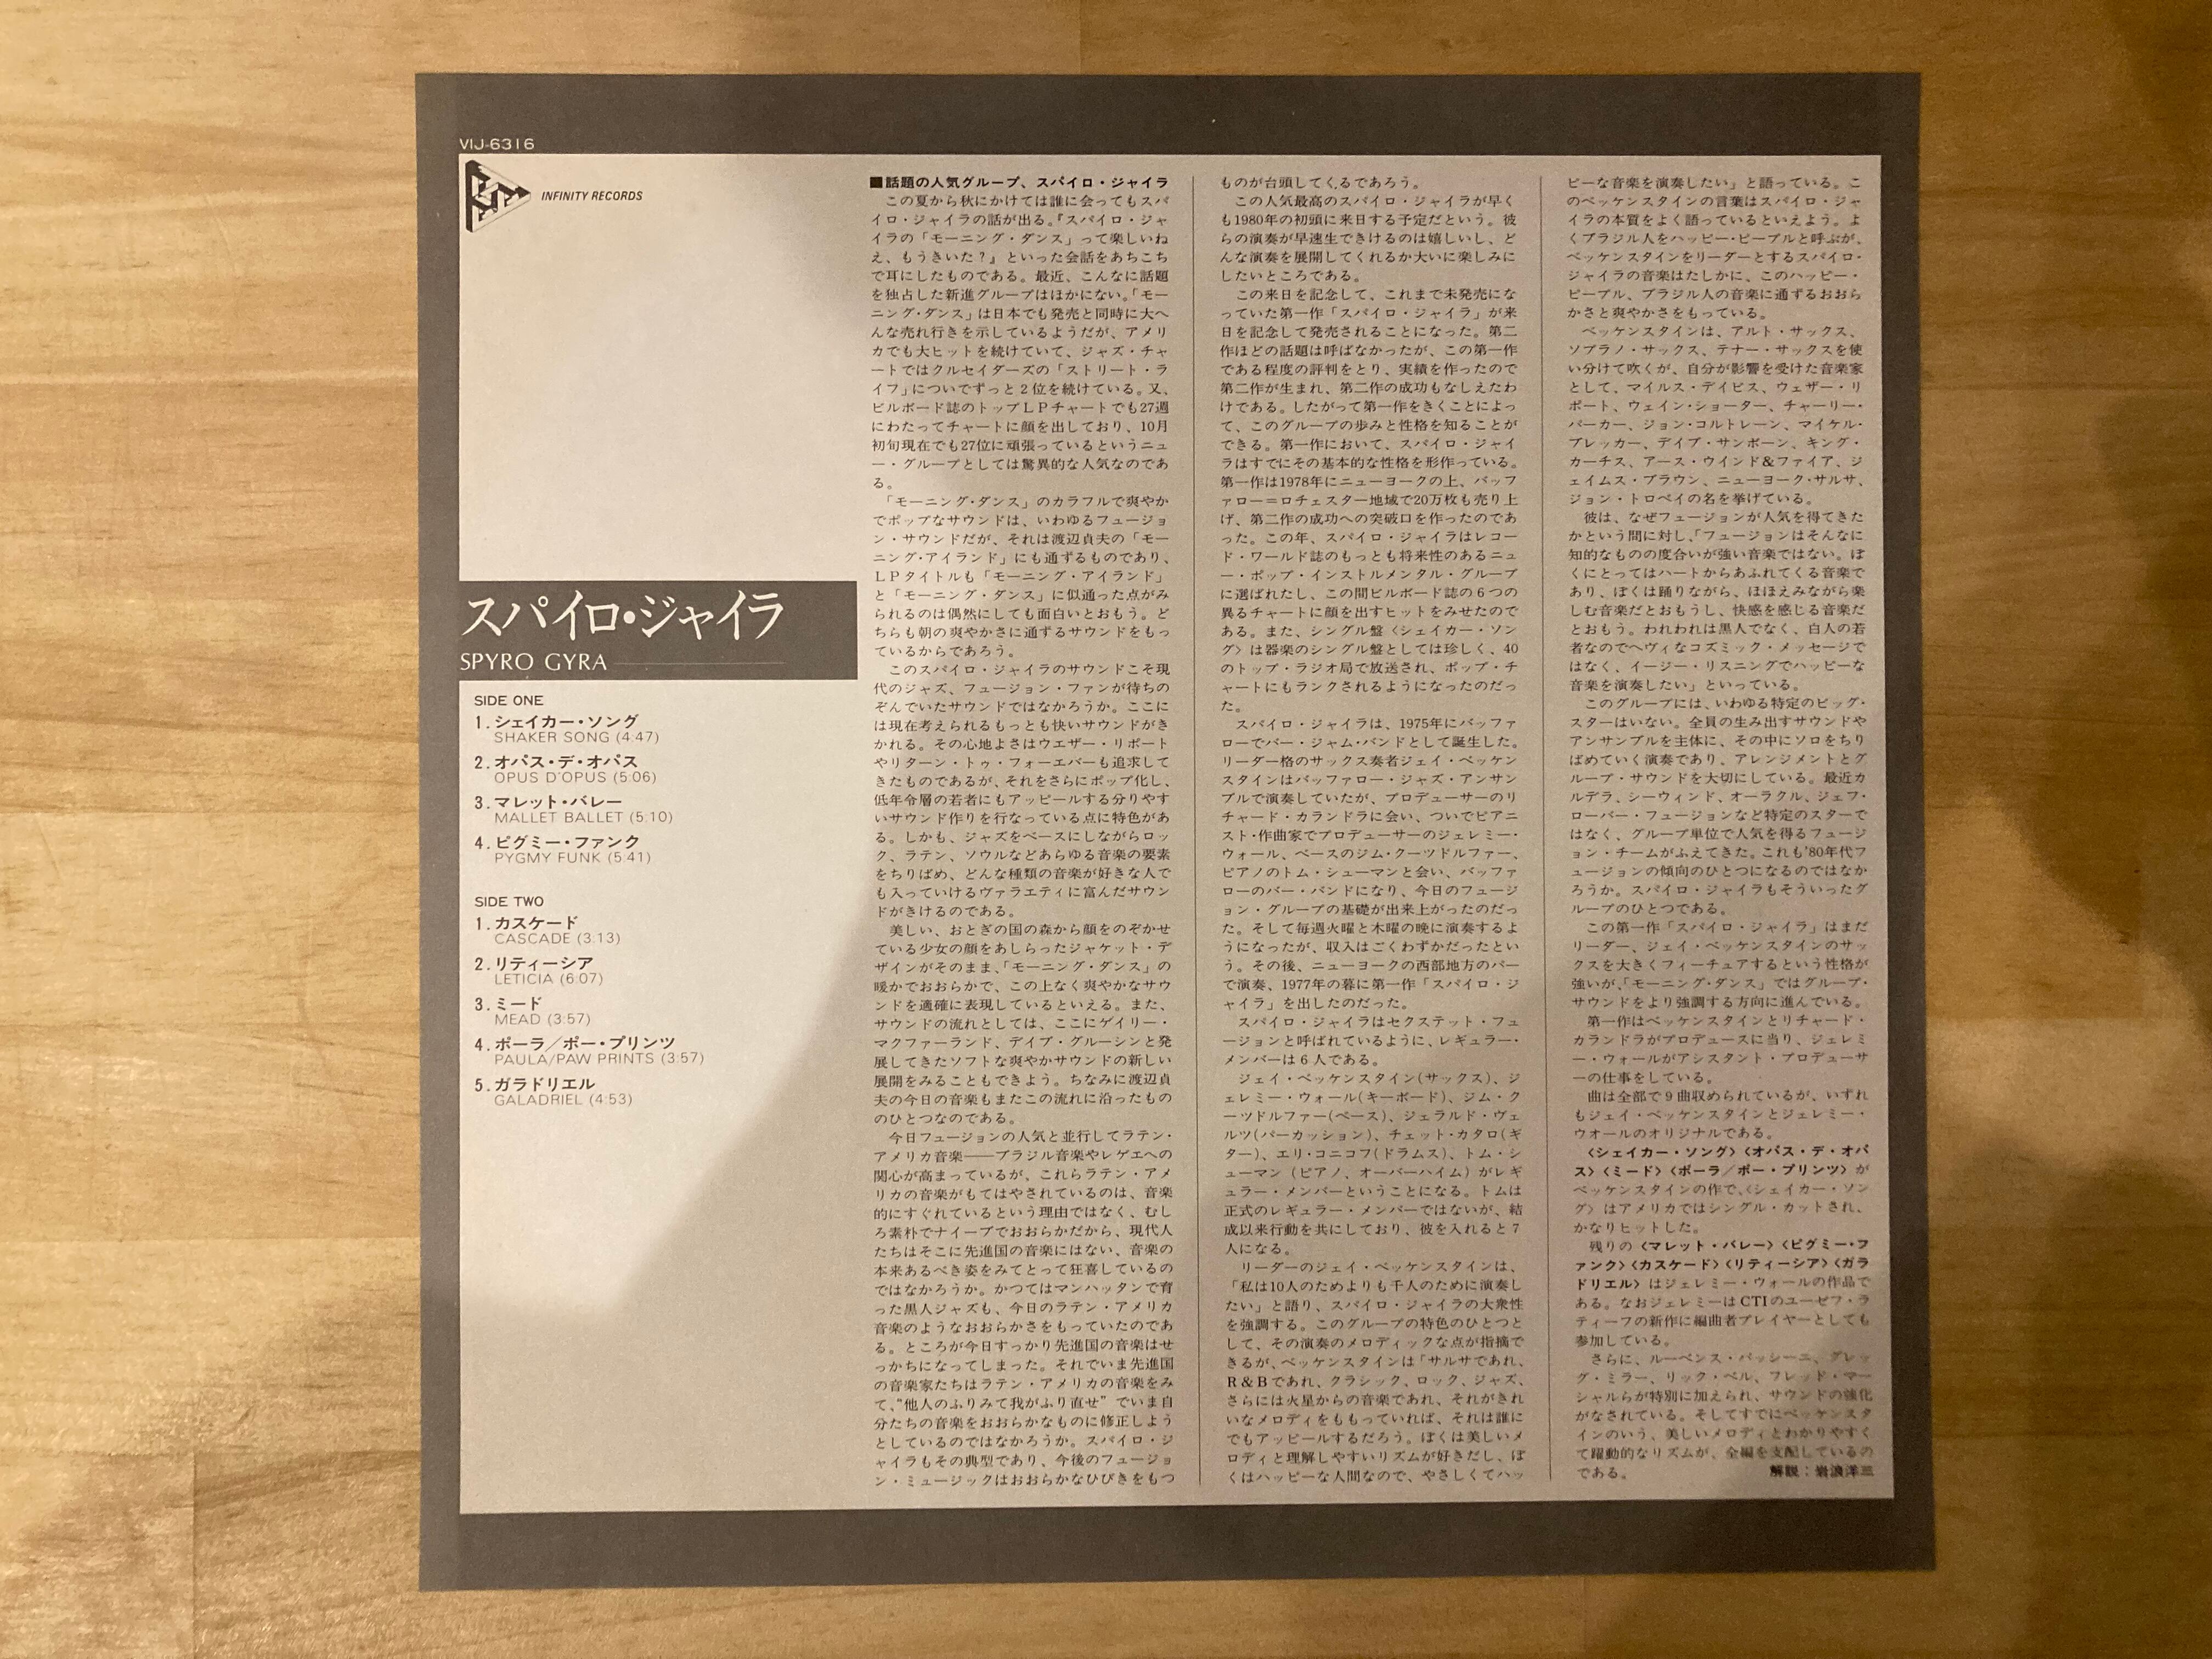 VIJ-6316
INFINITY RECORDS
スパイロ・ジャイラ
SPYRO GYRA
SIDE ONE
1. シェイカー・ソング
SHAKER SONG (4:47)
2. オパス・デ・オパス
OPUS D'OPUS (5:06)
3. マレット・バレー
MALLET BALLET (5:10)
4. ピグミー・ファンク
PYGMY FUNK (5:41)
SIDE TWO
1. カスケード
CASCADE (3:13)
2. リティーシア
LETICIA (6:07)
3. ミード
MEAD (3:57)
4. ポーラ／ポー・プリンツ
PAULA/PAW PRINTS (3:57)
5. ガラドリエル
GALADRIEL (4:53)
■話題の人気グループ、スパイロ・ジャイラ
この夏から秋にかけては誰に会ってもスパ
イロ・ジャイラの話が出る。『スパイロ・ジャ
イラの「モーニング・ダンス」って楽しいね
え、もうきいた？』といった会話をあちこち
で耳にしたものである。最近、こんなに話題
を独占した新進グループはほかにない。「モー
ニング・ダンス」は日本でも発売と同時に大へ
んな売れ行きを示しているようだが、アメリ
カでも大ヒットを続けていて、ジャズ・チャ
ートではクルセイダーズの「ストリート・ラ
イフ」についでずっと２位を続けている。又、
ビルボード誌のトップＬＰチャートでも27週
にわたってチャートに顔を出しており、10月
初旬現在でも27位に頑張っているというニュ
ー・グループとしては驚異的な人気なのであ
る。
「モーニング・ダンス」のカラフルで爽やか
でポップなサウンドは、いわゆるフュージョ
ン・サウンドだが、それは渡辺貞夫の「モー
ニング・アイランド」にも通ずるものであり、
ＬＰタイトルも「モーニング・アイランド」
と「モーニング・ダンス」に似通った点がみ
られるのは偶然にしても面白いとおもう。ど
ちらも朝の爽やかさに通ずるサウンドをもっ
ているからであろう。
このスパイロ・ジャイラのサウンドこそ現
代のジャズ、フュージョン・ファンが待ちの
ぞんでいたサウンドではなかろうか。ここに
は現在考えられるもっとも快いサウンドがき
かれる。その心地よさはウエザー・リポート
やリターン・トゥ・フォーエバーも追求して
きたものであるが、それをさらにポップ化し、
低年令層の若者にもアッピールする分りやす
いサウンド作りを行なっている点に特色があ
る。しかも、ジャズをベースにしながらロッ
ク、ラテン、ソウルなどあらゆる音楽の要素
をちりばめ、どんな種類の音楽が好きな人で
も入っていけるヴァラエティに富んだサウン
ドがきけるのである。
美しい、おとぎの国の森から顔をのぞかせ
ている少女の顔をあしらったジャケット・デ
ザインがそのまま、「モーニング・ダンス」の
暖かでおおらかで、この上なく爽やかなサウ
ンドを適確に表現しているといえる。また、
サウンドの流れとしては、ここにゲイリー・
マクファーランド、デイブ・グルーシンと発
展してきたソフトな爽やかサウンドの新しい
展開をみることもできよう。ちなみに渡辺貞
夫の今日の音楽もまたこの流れに沿ったもの
のひとつなのである。
今日フュージョンの人気と並行してラテン・
アメリカ音楽――ブラジル音楽やレゲエへの
関心が高まっているが、これらラテン・アメ
リカの音楽がもてはやされているのは、音楽
的にすぐれているという理由ではなく、むし
ろ素朴でナイーブでおおらかだから、現代人
たちはそこに先進国の音楽にはない、音楽の
本来あるべき姿をみてとって狂喜しているの
ではなかろうか。かつてはマンハッタンで育
った黒人ジャズも、今日のラテン・アメリカ
音楽のようなおおらかさをもっていたのであ
る。ところが今日すっかり先進国の音楽はせ
っかちになってしまった。それでいま先進国
の音楽家たちはラテン・アメリカの音楽をみ
て、“他人のふりみて我がふり直せ”でいま自
分たちの音楽をおおらかなものに修正しよう
としているのではなかろうか。スパイロ・ジ
ャイラもその典型であり、今後のフュージョ
ン・ミュージックはおおらかなひびきをもつ
ものが台頭してくるであろう。
この人気最高のスパイロ・ジャイラが早く
も1980年の初頭に来日する予定だという。彼
らの演奏が早速生できけるのは嬉しいし、ど
んな演奏を展開してくれるか大いに楽しみに
したいところである。
この来日を記念して、これまで未発売にな
っていた第一作「スパイロ・ジャイラ」が来
日を記念して発売されることになった。第二
作ほどの話題は呼ばなかったが、この第一作
である程度の評判をとり、実績を作ったので
第二作が生まれ、第二作の成功もなしえたわ
けである。したがって第一作をきくことによっ
て、このグループの歩みと性格を知ることが
できる。第一作において、スパイロ・ジャイ
ラはすでにその基本的な性格を形作っている。
第一作は1978年にニューヨークの上、バッフ
ァロー＝ロチェスター地域で20万枚も売り上
げ、第二作の成功への突破口を作ったのであ
った。この年、スパイロ・ジャイラはレコー
ド・ワールド誌のもっとも将来性のあるニュ
ー・ポップ・インストルメンタル・グループ
に選ばれたし、この間ビルボード誌の６つの
異るチャートに顔を出すヒットをみせたので
ある。また、シングル盤〈シェイカー・ソン
グ〉は器楽のシングル盤としては珍しく、40
のトップ・ラジオ局で放送され、ポップ・チ
ャートにもランクされるようになったのだっ
た。
スパイロ・ジャイラは、1975年にバッファ
ローでバー・ジャム・バンドとして誕生した。
リーダー格のサックス奏者ジェイ・ベッケン
スタインはバッファロー・ジャズ・アンサン
ブルで演奏していたが、プロデューサーのリ
チャード・カランドラに会い、ついでピアニ
スト・作曲家でプロデューサーのジェレミー・
ウォール、ベースのジム・クーツドルファー、
ピアノのトム・シューマンと会い、バッファ
ローのバー・バンドになり、今日のフュージ
ョン・グループの基礎が出来上がったのだっ
た。そして毎週火曜と木曜の晩に演奏するよ
うになったが、収入はごくわずかだったとい
う。その後、ニューヨークの西部地方のバー
で演奏、1977年の暮に第一作「スパイロ・ジ
ャイラ」を出したのだった。
スパイロ・ジャイラはセクステット・フュ
ージョンと呼ばれているように、レギュラー・
メンバーは６人である。
ジェイ・ベッケンスタイン(サックス)、ジ
ェレミー・ウォール(キーボード)、ジム・ク
ーツドルファー(ベース)、ジェラルド・ヴェ
ルツ(パーカッション)、チェット・カタロ(ギ
ター)、エリ・コニコフ(ドラムス)、トム・シ
ューマン（ピアノ、オーバーハイム）がレギ
ュラー・メンバーということになる。トムは
正式のレギュラー・メンバーではないが、結
成以来行動を共にしており、彼を入れると７
人になる。
リーダーのジェイ・ベッケンスタインは、
「私は10人のためよりも千人のために演奏し
たい」と語り、スパイロ・ジャイラの大衆性
を強調する。このグループの特色のひとつと
して、その演奏のメロディックな点が指摘で
きるが、ベッケンスタインは「サルサであれ、
Ｒ＆Ｂであれ、クラシック、ロック、ジャズ、
さらには火星からの音楽であれ、それがきれ
いなメロディをももっていれば、それは誰に
でもアッピールするだろう。ぼくは美しいメ
ロディと理解しやすいリズムが好きだし、ぼ
くはハッピーな人間なので、やさしくてハッ
ピーな音楽を演奏したい」と語っている。こ
のベッケンスタインの言葉はスパイロ・ジャ
イラの本質をよく語っているといえよう。よ
くブラジル人をハッピー・ピープルと呼ぶが、
ベッケンスタインをリーダーとするスパイロ・
ジャイラの音楽はたしかに、このハッピー・
ピープル、ブラジル人の音楽に通ずるおおら
かさと爽やかさをもっている。
ベッケンスタインは、アルト・サックス、
ソプラノ・サックス、テナー・サックスを使
い分けて吹くが、自分が影響を受けた音楽家
として、マイルス・デイビス、ウェザー・リ
ポート、ウェイン・ショーター、チャーリー・
パーカー、ジョン・コルトレーン、マイケル・
ブレッカー、デイブ・サンボーン、キング・
カーチス、アース・ウインド＆ファイア、ジ
ェイムス・ブラウン、ニューヨーク・サルサ、
ジョン・トロペイの名を挙げている。
彼は、なぜフュージョンが人気を得てきた
かという問に対し、「フュージョンはそんなに
知的なものの度合いが強い音楽ではない。ぼ
くにとってはハートからあふれてくる音楽で
あり、ぼくは踊りながら、ほほえみながら楽
しむ音楽だとおもうし、快感を感じる音楽だ
とおもう。われわれは黒人でなく、白人の若
者なのでヘヴィなコズミック・メッセージで
はなく、イージー・リスニングでハッピーな
音楽を演奏したい」といっている。
このグループには、いわゆる特定のビッグ・
スターはいない。全員の生み出すサウンドや
アンサンブルを主体に、その中にソロをちり
ばめていく演奏であり、アレンジメントとグ
ループ・サウンドを大切にしている。最近カ
ルデラ、シーウィンド、オーラクル、ジェフ・
ローバー・フュージョンなど特定のスターで
はなく、グループ単位で人気を得るフュージ
ョン・チームがふえてきた。これも'80年代フ
ュージョンの傾向のひとつになるのではなか
ろうか。スパイロ・ジャイラもそういったグ
ループのひとつである。
この第一作「スパイロ・ジャイラ」はまだ
リーダー、ジェイ・ベッケンスタインのサッ
クスを大きくフィーチュアするという性格が
強いが、「モーニング・ダンス」ではグループ・
サウンドをより強調する方向に進んでいる。
第一作はベッケンスタインとリチャード・
カランドラがプロデュースに当り、ジェレミ
ー・ウォールがアシスタント・プロデューサ
ーの仕事をしている。
曲は全部で９曲収められているが、いずれ
もジェイ・ベッケンスタインとジェレミー・
ウオールのオリジナルである。
〈シェイカー・ソング〉〈オパス・デ・オパ
ス〉〈ミード〉〈ポーラ／ポー・プリンツ〉が
ベッケンスタインの作で、〈シェイカー・ソン
グ〉はアメリカではシングル・カットされ、
かなりヒットした。
残りの〈マレット・バレー〉〈ピグミー・フ
ァンク〉〈カスケード〉〈リティーシア〉〈ガラ
ドリエル〉はジェレミー・ウォールの作品で
ある。なおジェレミーはCTIのユーゼフ・ラ
ティーフの新作に編曲者プレイヤーとしても
参加している。
さらに、ルーベンス・バッシーニ、グレッ
グ・ミラー、リック・ベル、フレッド・マー
シャルらが特別に加えられ、サウンドの強化
がなされている。そしてすでにベッケンスタ
インのいう、美しいメロディとわかりやすく
て躍動的なリズムが、全編を支配しているの
である。
解説：岩浪洋三